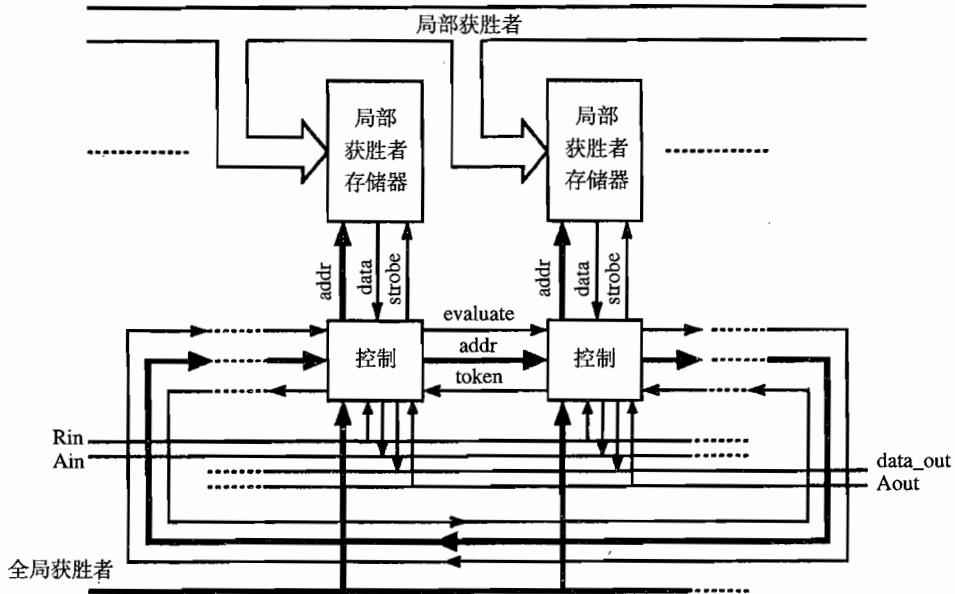 局部获胜者
局部
获胜者
存储器
局部
获胜者
存储器
addr
data
strobe
addr
data
strobe
evaluate
控制
addr
控制
token
Rin
Ain
data_out
Aout
全局获胜者